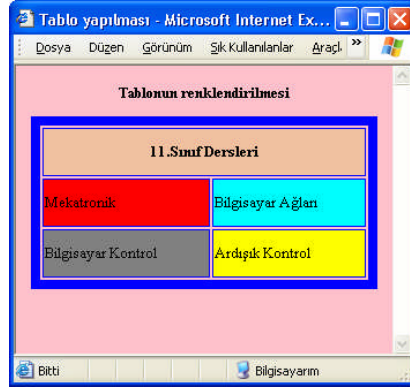 Tablo yapılması - Microsoft Internet Ex...
Dosya Düzen Görünüm Sık Kullanılanlar Araçl »
Tablonun renklendirilmesi
11.Sınıf Dersleri
Mekatronik Bilgisayar Ağları
Bilgisayar Kontrol Ardışık Kontrol
Bitti Bilgisayarım